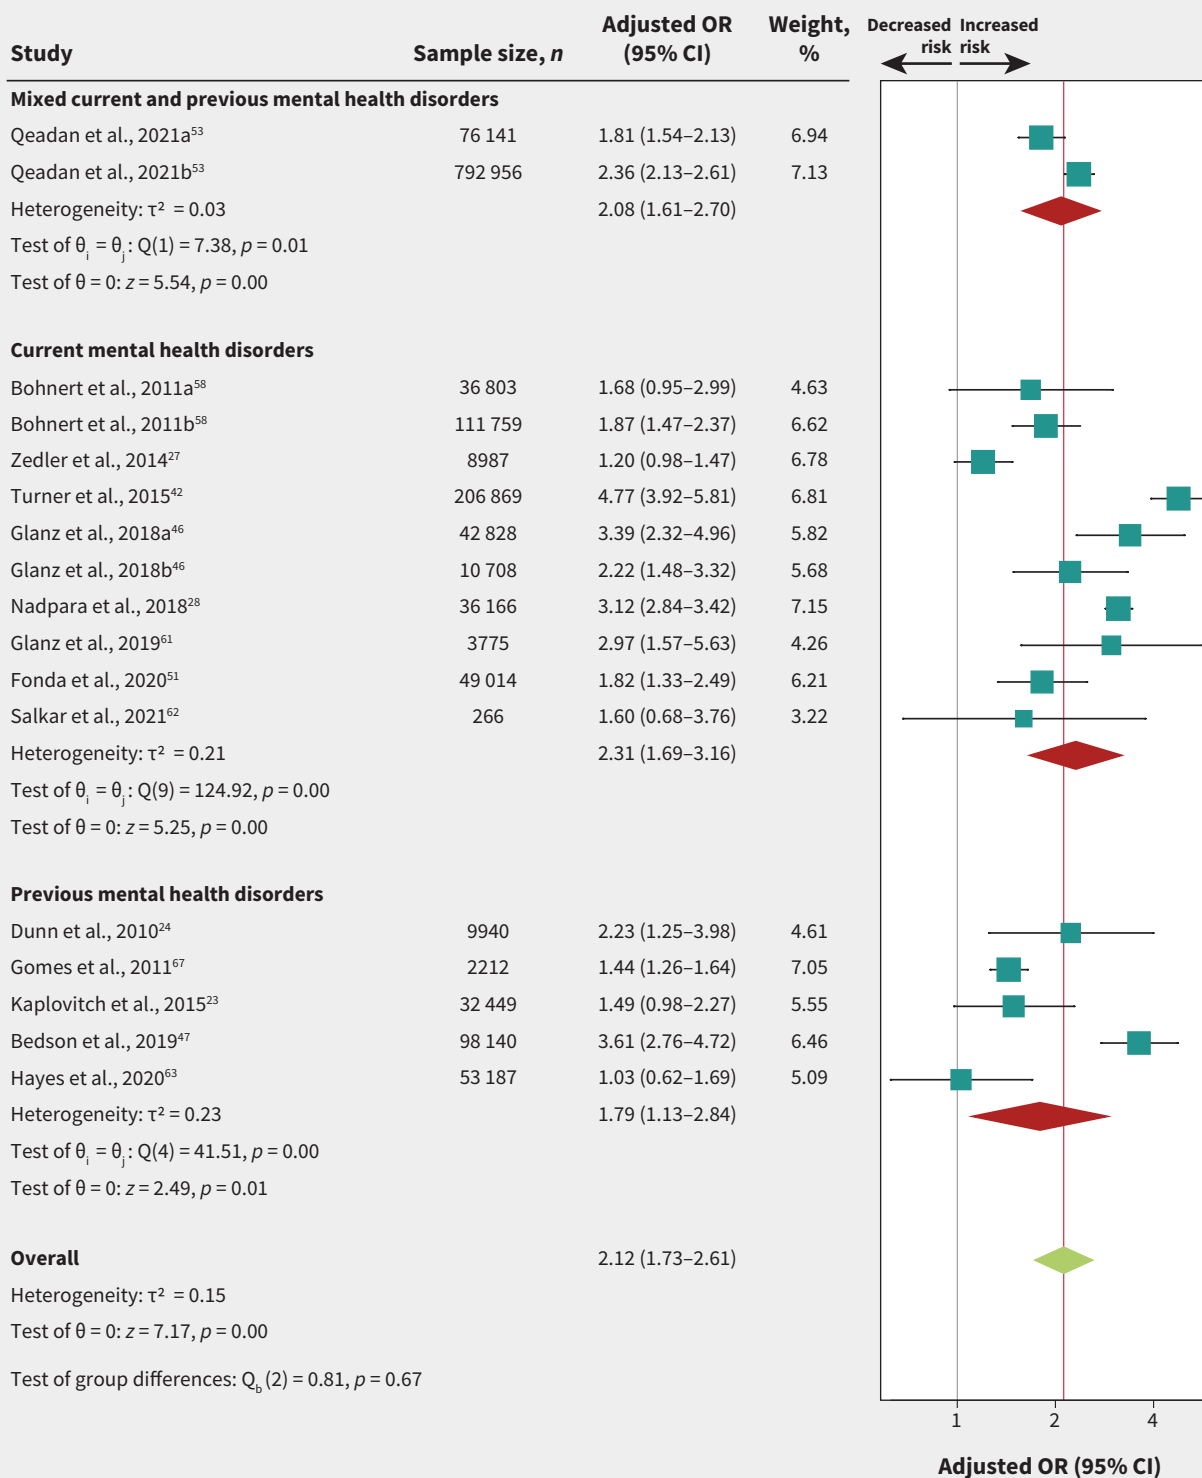 Study Sample size, n Adjusted OR (95% CI) Weight, % Decreased risk Increased risk
Mixed current and previous mental health disorders
Qeadan et al., 2021a⁵³ 76 141 1.81 (1.54–2.13) 6.94
Qeadan et al., 2021b⁵³ 792 956 2.36 (2.13–2.61) 7.13
Heterogeneity: τ² = 0.03 2.08 (1.61–2.70)
Test of θᵢ = θⱼ: Q(1) = 7.38, p = 0.01
Test of θ = 0: z = 5.54, p = 0.00
Current mental health disorders
Bohnert et al., 2011a⁵⁸ 36 803 1.68 (0.95–2.99) 4.63
Bohnert et al., 2011b⁵⁸ 111 759 1.87 (1.47–2.37) 6.62
Zedler et al., 2014²⁷ 8987 1.20 (0.98–1.47) 6.78
Turner et al., 2015⁴² 206 869 4.77 (3.92–5.81) 6.81
Glanz et al., 2018a⁴⁶ 42 828 3.39 (2.32–4.96) 5.82
Glanz et al., 2018b⁴⁶ 10 708 2.22 (1.48–3.32) 5.68
Nadpara et al., 2018²⁸ 36 166 3.12 (2.84–3.42) 7.15
Glanz et al., 2019⁶¹ 3775 2.97 (1.57–5.63) 4.26
Fonda et al., 2020⁵¹ 49 014 1.82 (1.33–2.49) 6.21
Salkar et al., 2021⁶² 266 1.60 (0.68–3.76) 3.22
Heterogeneity: τ² = 0.21 2.31 (1.69–3.16)
Test of θᵢ = θⱼ: Q(9) = 124.92, p = 0.00
Test of θ = 0: z = 5.25, p = 0.00
Previous mental health disorders
Dunn et al., 2010²⁴ 9940 2.23 (1.25–3.98) 4.61
Gomes et al., 2011⁶⁷ 2212 1.44 (1.26–1.64) 7.05
Kaplovitch et al., 2015²³ 32 449 1.49 (0.98–2.27) 5.55
Bedson et al., 2019⁴⁷ 98 140 3.61 (2.76–4.72) 6.46
Hayes et al., 2020⁶³ 53 187 1.03 (0.62–1.69) 5.09
Heterogeneity: τ² = 0.23 1.79 (1.13–2.84)
Test of θᵢ = θⱼ: Q(4) = 41.51, p = 0.00
Test of θ = 0: z = 2.49, p = 0.01
Overall 2.12 (1.73–2.61)
Heterogeneity: τ² = 0.15
Test of θ = 0: z = 7.17, p = 0.00
Test of group differences: Q_b(2) = 0.81, p = 0.67
1 2 4
Adjusted OR (95% CI)